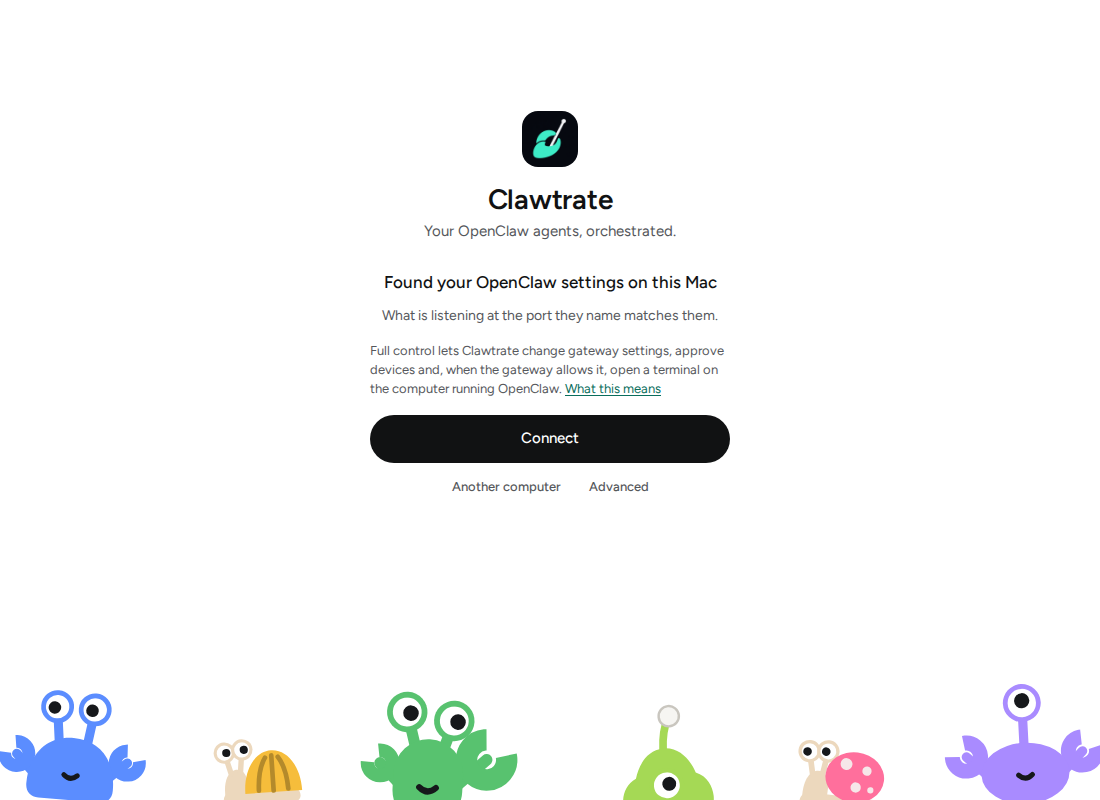 Clawtrate
Your OpenClaw agents, orchestrated.
Found your OpenClaw settings on this Mac
What is listening at the port they name matches them.
Full control lets Clawtrate change gateway settings, approve
devices and, when the gateway allows it, open a terminal on
the computer running OpenClaw. What this means
Connect
Another computer Advanced